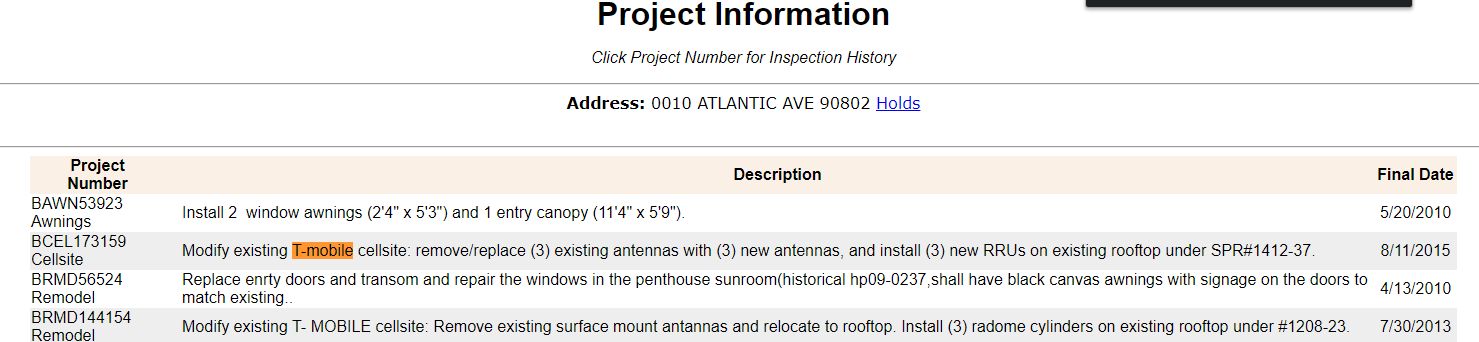 Project Information
Click Project Number for Inspection History
Address: 0010 ATLANTIC AVE 90802 Holds
Project Number Description Final Date
BAWN53923 Awnings Install 2 window awnings (2'4" x 5'3") and 1 entry canopy (11'4" x 5'9"). 5/20/2010
BCEL173159 Cellsite Modify existing T-mobile cellsite: remove/replace (3) existing antennas with (3) new antennas, and install (3) new RRUs on existing rooftop under SPR#1412-37. 8/11/2015
BRMD56524 Remodel Replace enrty doors and transom and repair the windows in the penthouse sunroom(historical hp09-0237,shall have black canvas awnings with signage on the doors to match existing.. 4/13/2010
BRMD144154 Remodel Modify existing T- MOBILE cellsite: Remove existing surface mount antannas and relocate to rooftop. Install (3) radome cylinders on existing rooftop under #1208-23. 7/30/2013